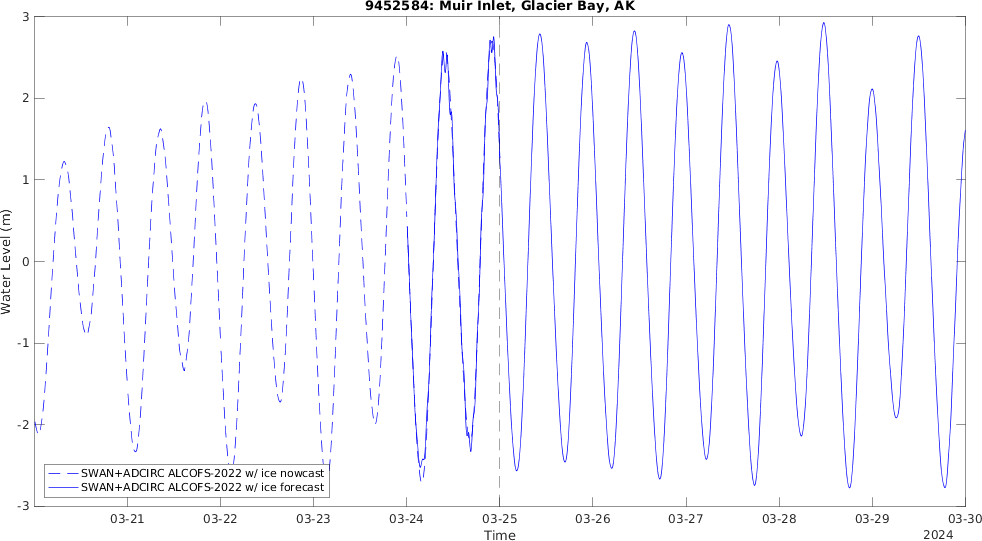 9452584: Muir Inlet, Glacier Bay, AK
3
2
1
0
-1
-2
-3
Water Level (m)
SWAN+ADCIRC ALCOFS-2022 w/ ice nowcast
SWAN+ADCIRC ALCOFS-2022 w/ ice forecast
03-21 03-22 03-23 03-24 03-25 03-26 03-27 03-28 03-29 03-30
Time
2024